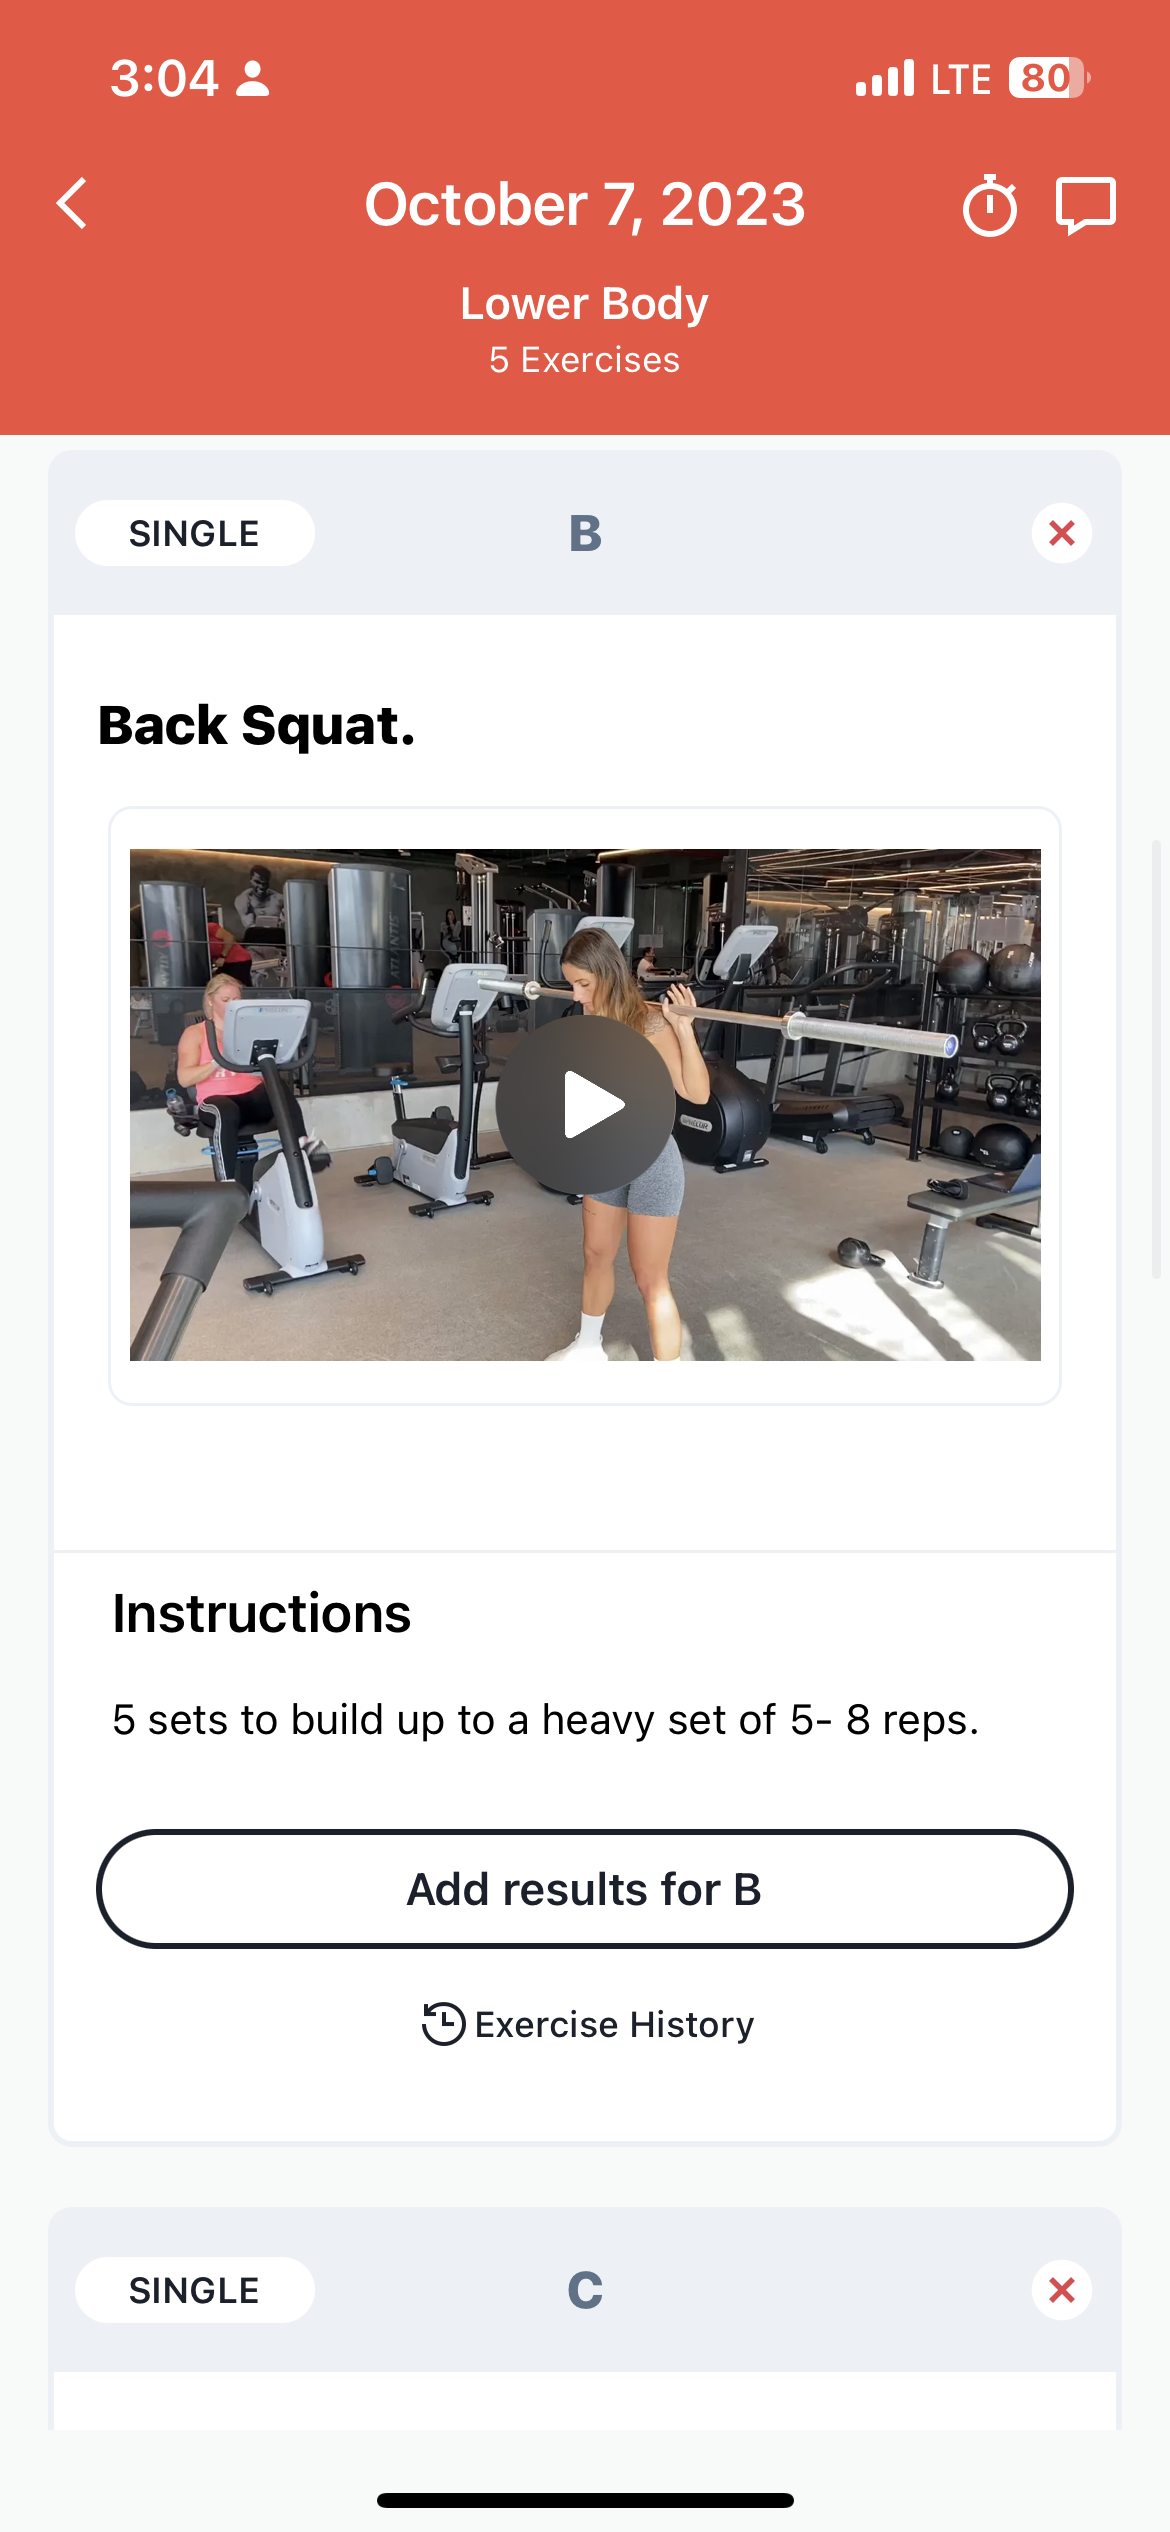 3:04
LTE 80
October 7, 2023
Lower Body
5 Exercises
SINGLE
B
Back Squat.
ATLANTIS
PRECOR
Instructions
5 sets to build up to a heavy set of 5- 8 reps.
Add results for B
Exercise History
SINGLE
C